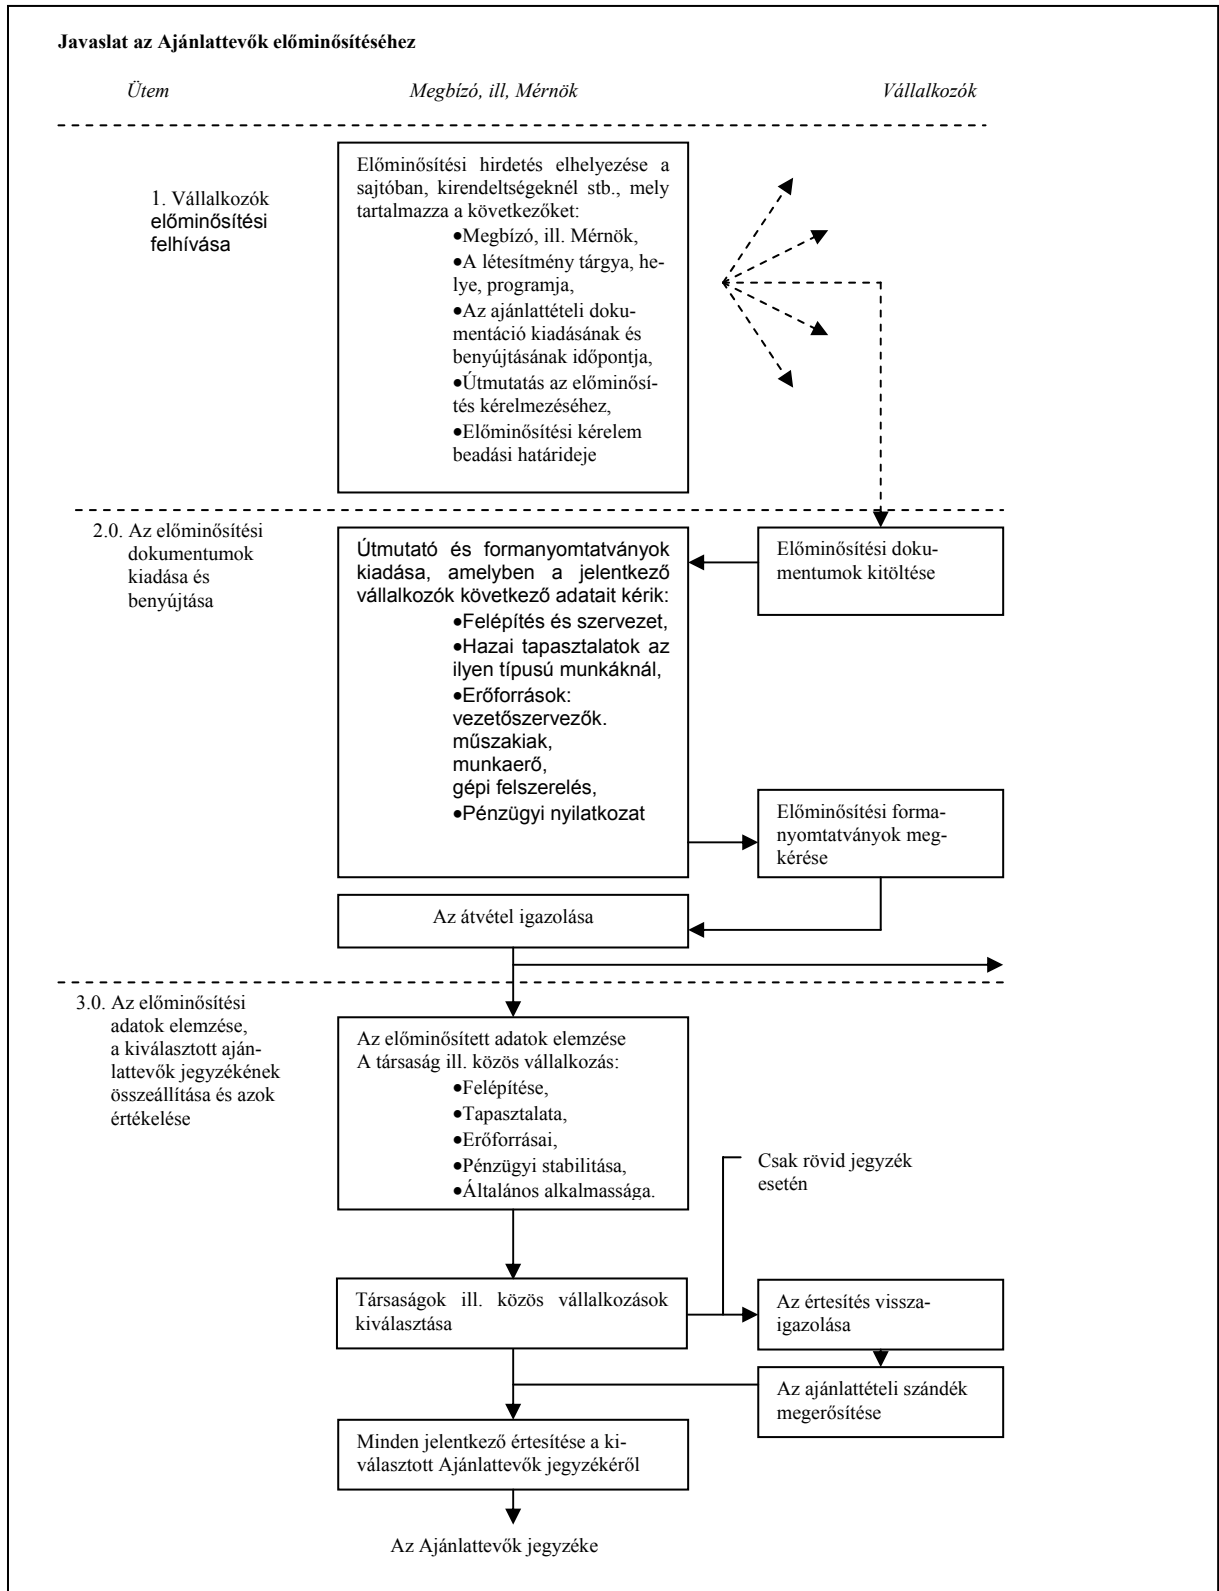 Javaslat az Ajánlattevők előminősítéséhez
Ütem
Megbízó, ill, Mérnök
Vállalkozók
1. Vállalkozók
előminősítési
felhívása
Előminősítési hirdetés elhelyezése a
sajtóban, kirendeltségeknél stb., mely
tartalmazza a következőket:
•Megbízó, ill. Mérnök,
•A létesítmény tárgya, he-
lye, programja,
•Az ajánlattételi doku-
mentáció kiadásának és
benyújtásának időpontja,
•Útmutatás az előminősí-
tés kérelmezéséhez,
•Előminősítési kérelem
beadási határideje
2.0. Az előminősítési
dokumentumok
kiadása és
benyújtása
Útmutató és formanyomtatványok
kiadása, amelyben a jelentkező
vállalkozók következő adatait kérik:
•Felépítés és szervezet,
•Hazai tapasztalatok az
ilyen típusú munkáknál,
•Erőforrások:
vezetőszervezők.
műszakiak,
munkaerő,
gépi felszerelés,
•Pénzügyi nyilatkozat
Előminősítési doku-
mentumok kitöltése
Előminősítési forma-
nyomtatványok meg-
kérése
Az átvétel igazolása
3.0. Az előminősítési
adatok elemzése,
a kiválasztott aján-
lattevők jegyzékének
összeállítása és azok
értékelése
Az előminősített adatok elemzése
A társaság ill. közös vállalkozás:
•Felépítése,
•Tapasztalata,
•Erőforrásai,
•Pénzügyi stabilitása,
•Általános alkalmassága.
Csak rövid jegyzék
esetén
Társaságok ill. közös vállalkozások
kiválasztása
Az értesítés vissza-
igazolása
Az ajánlattételi szándék
megerősítése
Minden jelentkező értesítése a ki-
választott Ajánlattevők jegyzékéről
Az Ajánlattevők jegyzéke